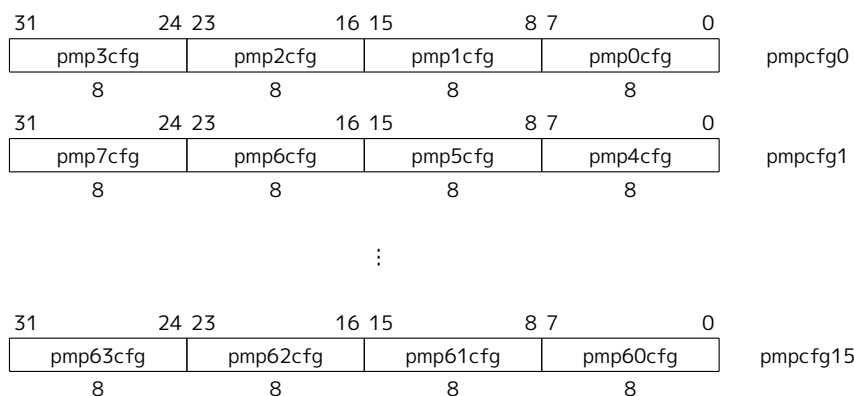 31 24 23 16 15 8 7 0
pmp3cfg pmp2cfg pmp1cfg pmp0cfg pmpcfg0
8 8 8 8
31 24 23 16 15 8 7 0
pmp7cfg pmp6cfg pmp5cfg pmp4cfg pmpcfg1
8 8 8 8
⋮
31 24 23 16 15 8 7 0
pmp63cfg pmp62cfg pmp61cfg pmp60cfg pmpcfg15
8 8 8 8